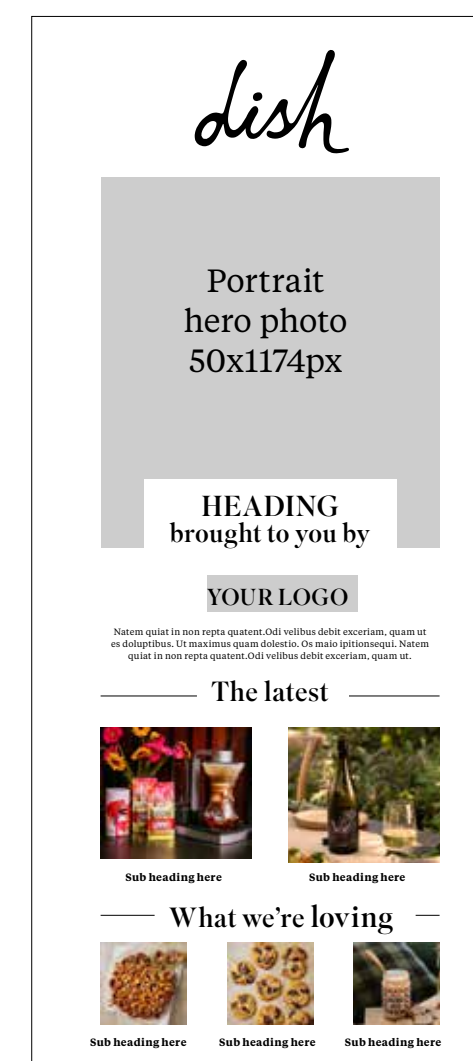 dish
Portrait
hero photo
50x1174px
HEADING
brought to you by
YOUR LOGO
Natem quiat in non repta quatent.Odi velibus debit exceriam, quam ut
es doluptibus. Ut maximus quam dolestio. Os maio ipitionsequi. Natem
quiat in non repta quatent.Odi velibus debit exceriam, quam ut.
The latest
Sub heading here
Sub heading here
What we're loving
Sub heading here
Sub heading here
Sub heading here